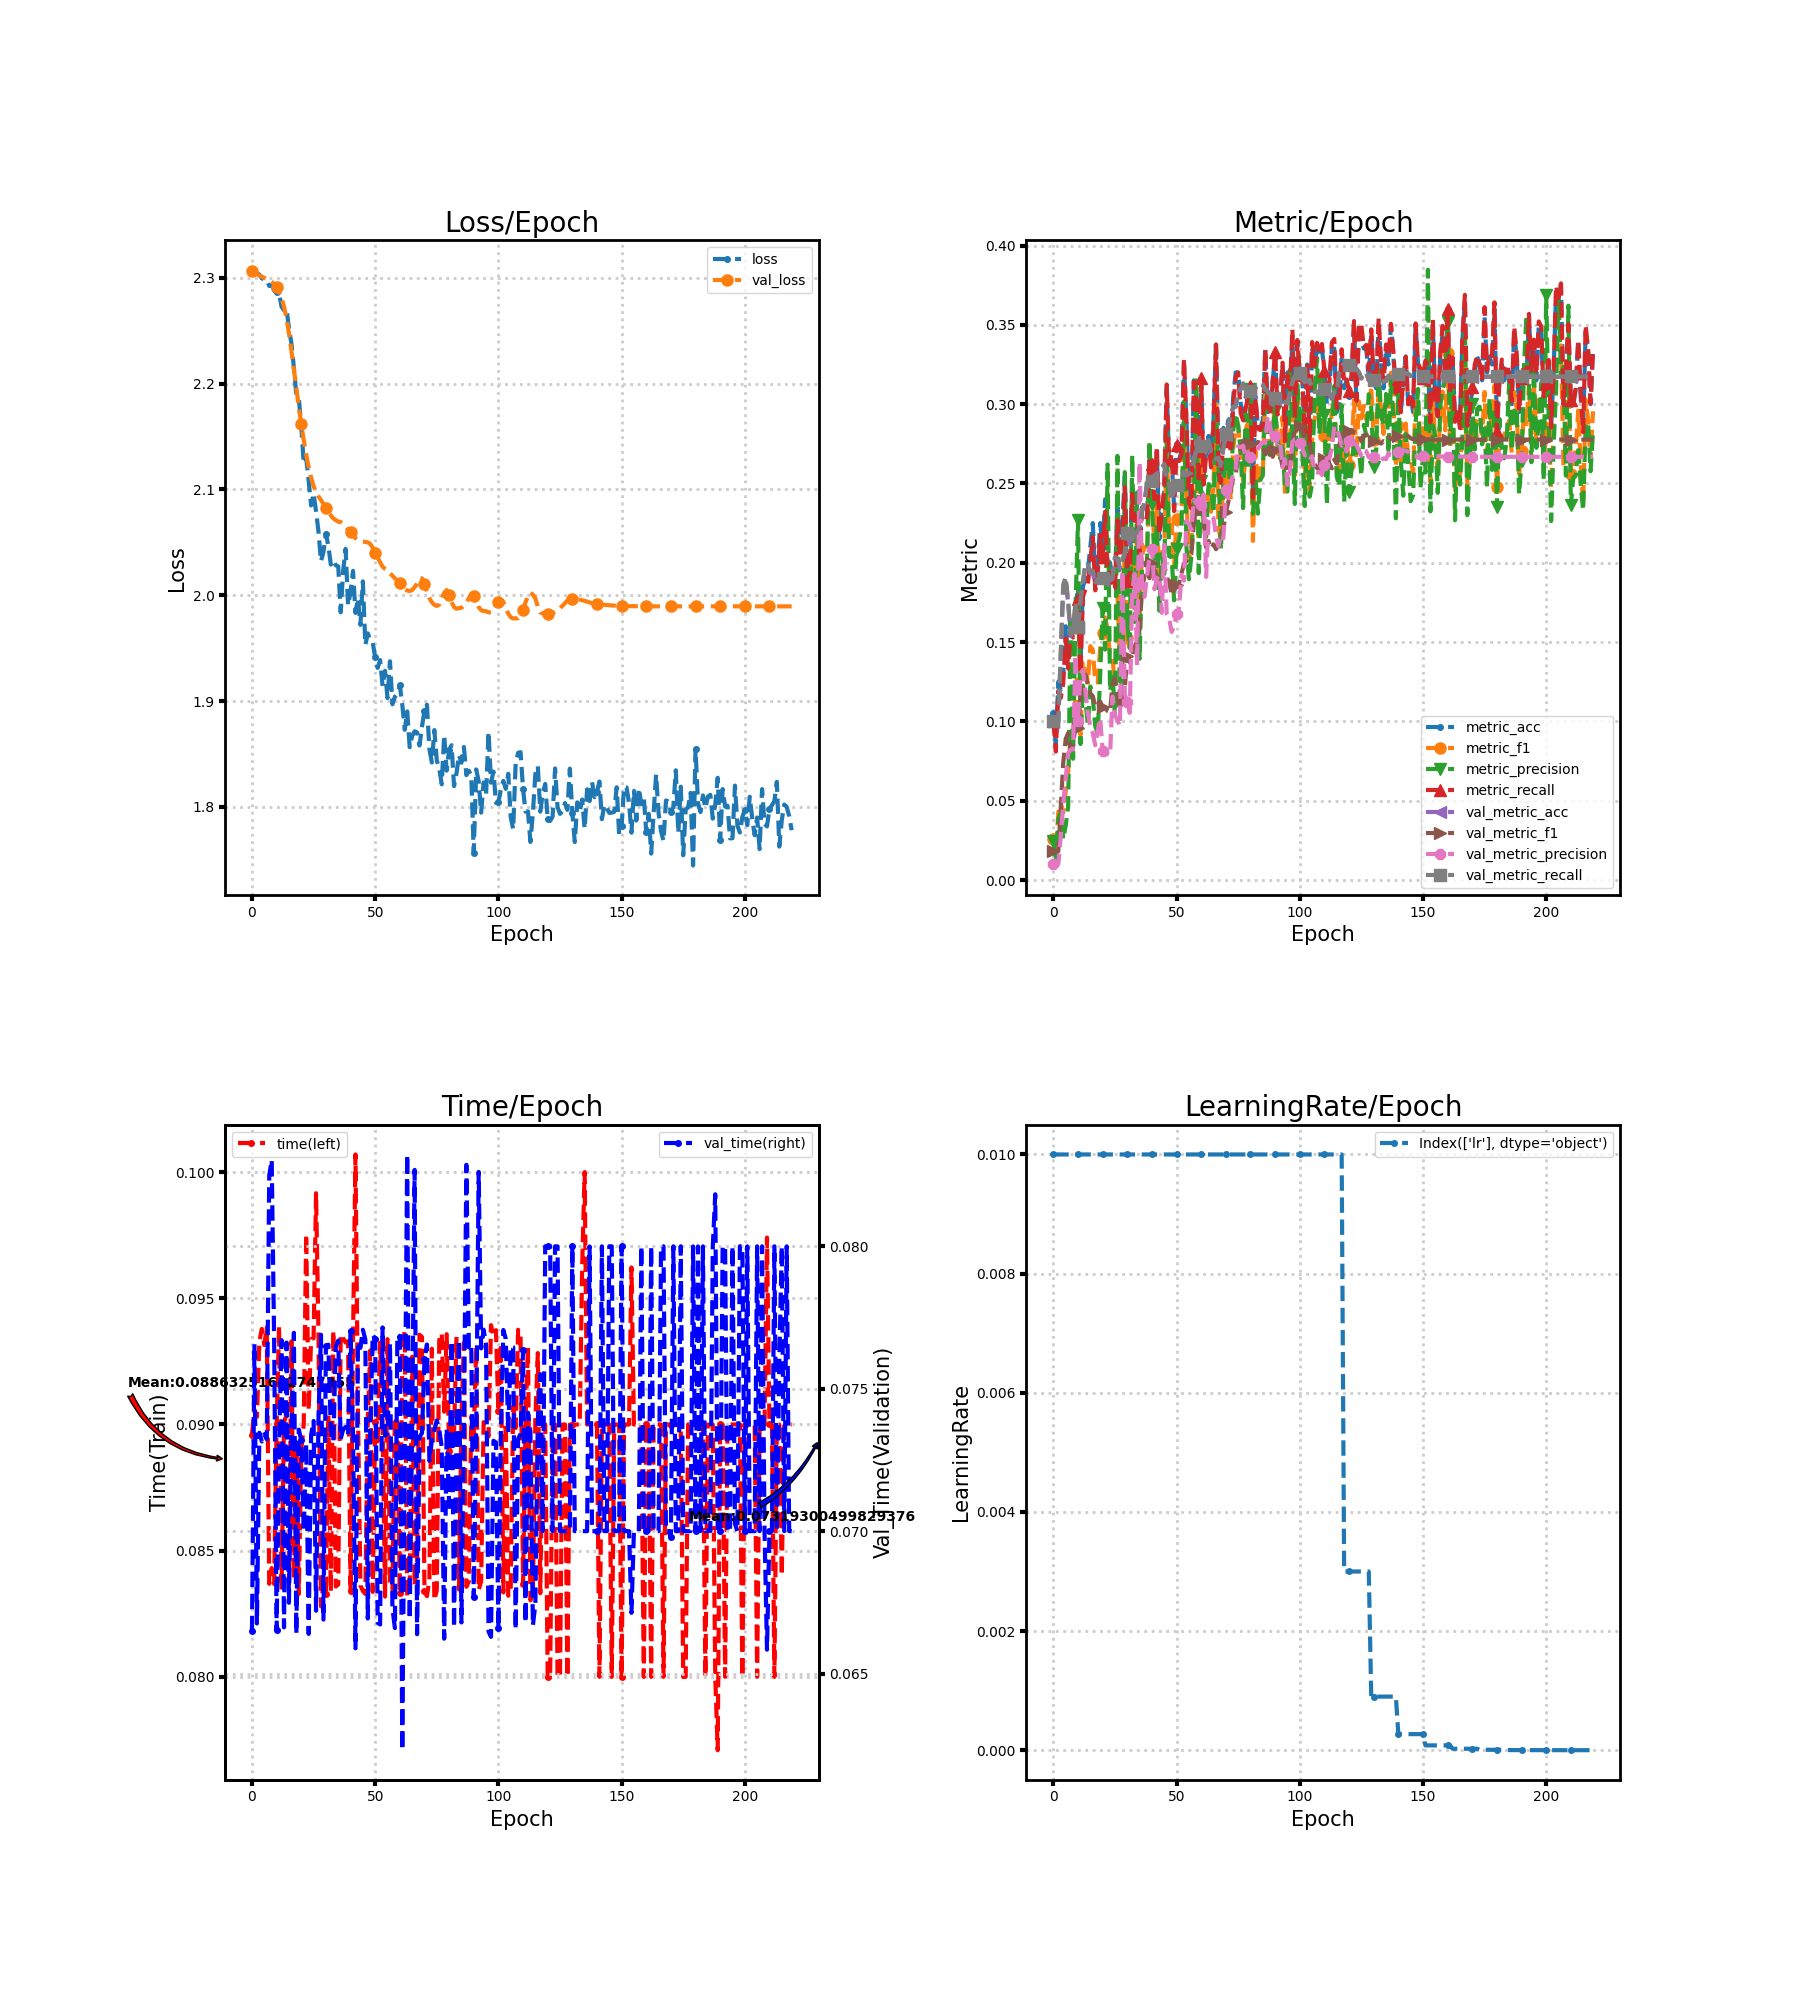 Loss/Epoch
loss
val_loss
2.3
2.2
2.1
2.0
1.9
1.8
Loss
0
50
100
150
200
Epoch
Metric/Epoch
0.40
0.35
0.30
0.25
0.20
0.15
0.10
0.05
0.00
Metric
metric_acc
metric_f1
metric_precision
metric_recall
val_metric_acc
val_metric_f1
val_metric_precision
val_metric_recall
0
50
100
150
200
Epoch
Time/Epoch
time(left)
val_time(right)
0.100
0.095
0.090
0.085
0.080
Time(Train)
0.080
0.075
0.070
0.065
Val_Time(Validation)
Mean:0.07319300499829376
0
50
100
150
200
Epoch
LearningRate/Epoch
Index(['lr'], dtype='object')
0.010
0.008
0.006
0.004
0.002
0.000
LearningRate
0
50
100
150
200
Epoch